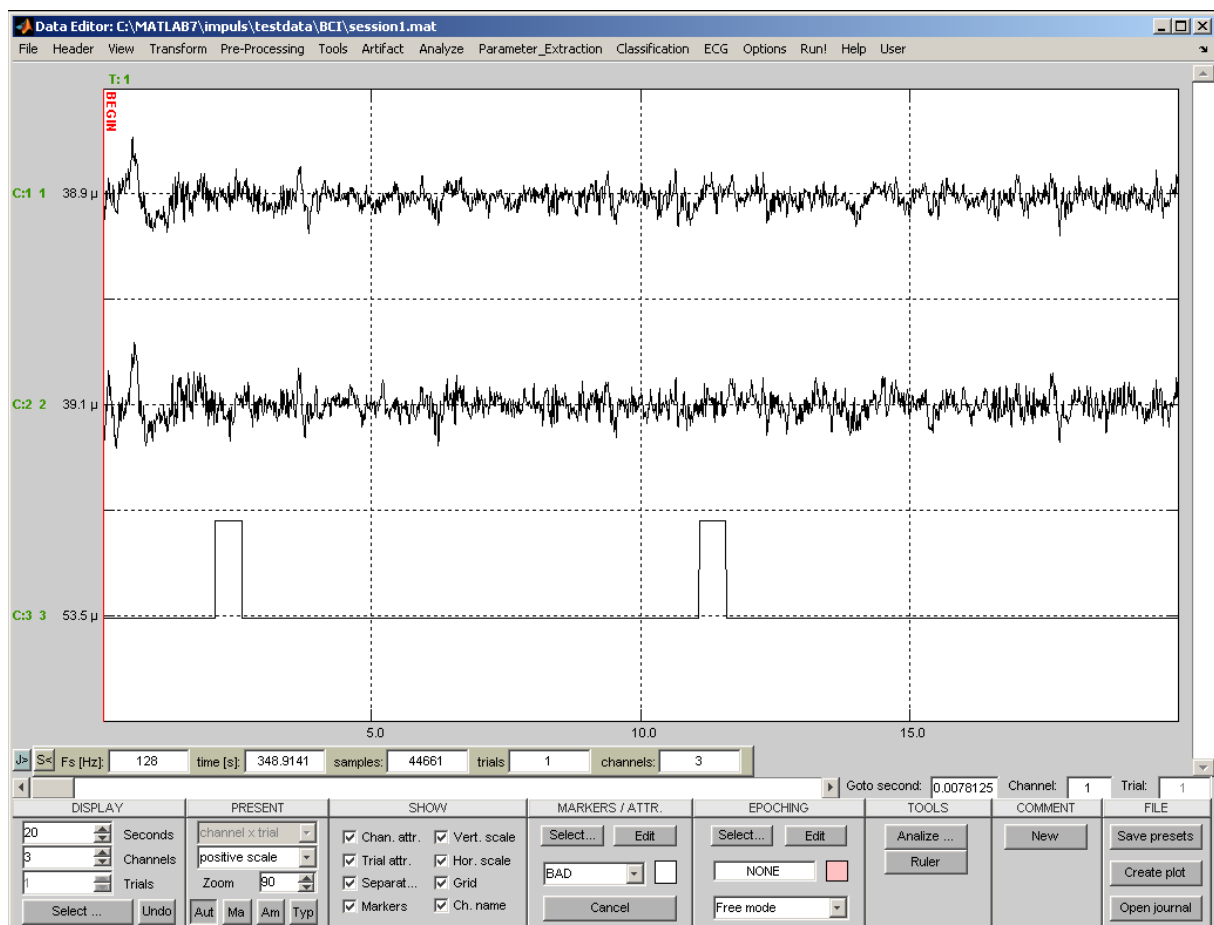 Data Editor: C:\MATLAB7\impuls\testdata\BCI\session1.mat
File Header View Transform Pre-Processing Tools Artifact Analyze Parameter_Extraction Classification ECG Options Run! Help User
T: 1
BEGIN
C:1 1 38.9 µ
C:2 2 39.1 µ
C:3 3 53.5 µ
5.0 10.0 15.0
J> S< Fs [Hz]: 128 time [s]: 348.9141 samples: 44661 trials 1 channels: 3
Goto second: 0.0078125 Channel: 1 Trial: 1
DISPLAY PRESENT SHOW MARKERS / ATTR. EPOCHING TOOLS COMMENT FILE
20 Seconds channel x trial Chan. attr. Vert. scale Select... Edit Select... Edit Analize ... New Save presets
3 Channels positive scale Trial attr. Hor. scale BAD NONE Ruler Create plot
1 Trials Zoom 90 Separat... Grid
Select ... Undo Aut Ma Am Typ Markers Ch. name Cancel Free mode Open journal